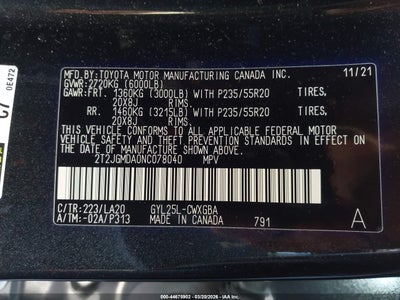 MFD.BY:TOYOTA MOTOR MANUFACTURING CANADA INC. 11/21
GVWR:2720KG (6000LB)
GAWR:FRT. 1360KG (3000LB) WITH P235/55R20 TIRES,
20X8J RIMS,
RR. 1460KG (3215LB) WITH P235/55R20 TIRES,
20X8J RIMS,
THIS VEHICLE CONFORMS TO ALL APPLICABLE FEDERAL MOTOR
VEHICLE SAFETY AND THEFT PREVENTION STANDARDS IN EFFECT
ON THE DATE OF MANUFACTURE SHOWN ABOVE.
2T2JGMDA0NC078040 MPV
C/TR:223/LA20 GYL25L-CWXGBA
A/TM:-02A/P313 MADE IN CANADA 791 A
0E472
000-44675902 - 03/20/2026 - IAA Inc.